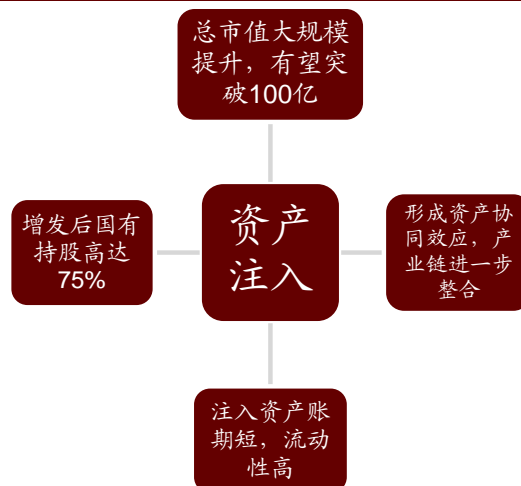 总市值大规模
提升，有望突
破100亿
增发后国有
持股高达
75%
资产
注入
形成资产协
同效应，产
业链进一步
整合
注入资产账
期短，流动
性高